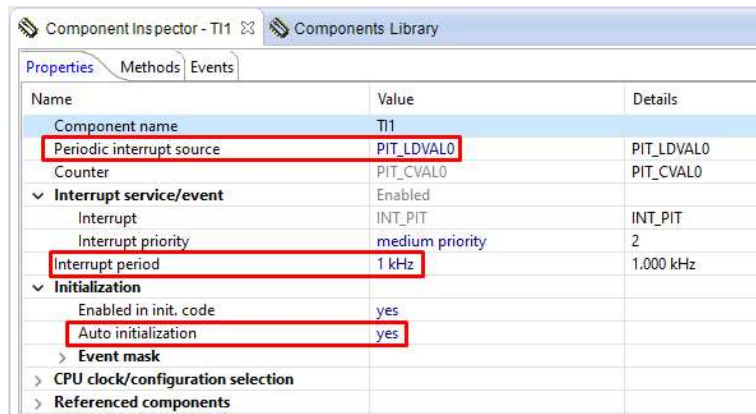 Component Inspector - TI1 Components Library
Properties Methods Events
Name Value Details
Component name TI1
Periodic interrupt source PIT_LDVAL0 PIT_LDVAL0
Counter PIT_CVAL0 PIT_CVAL0
Interrupt service/event Enabled
Interrupt INT_PIT INT_PIT
Interrupt priority medium priority 2
Interrupt period 1 kHz 1.000 kHz
Initialization
Enabled in init. code yes
Auto initialization yes
Event mask
CPU clock/configuration selection
Referenced components